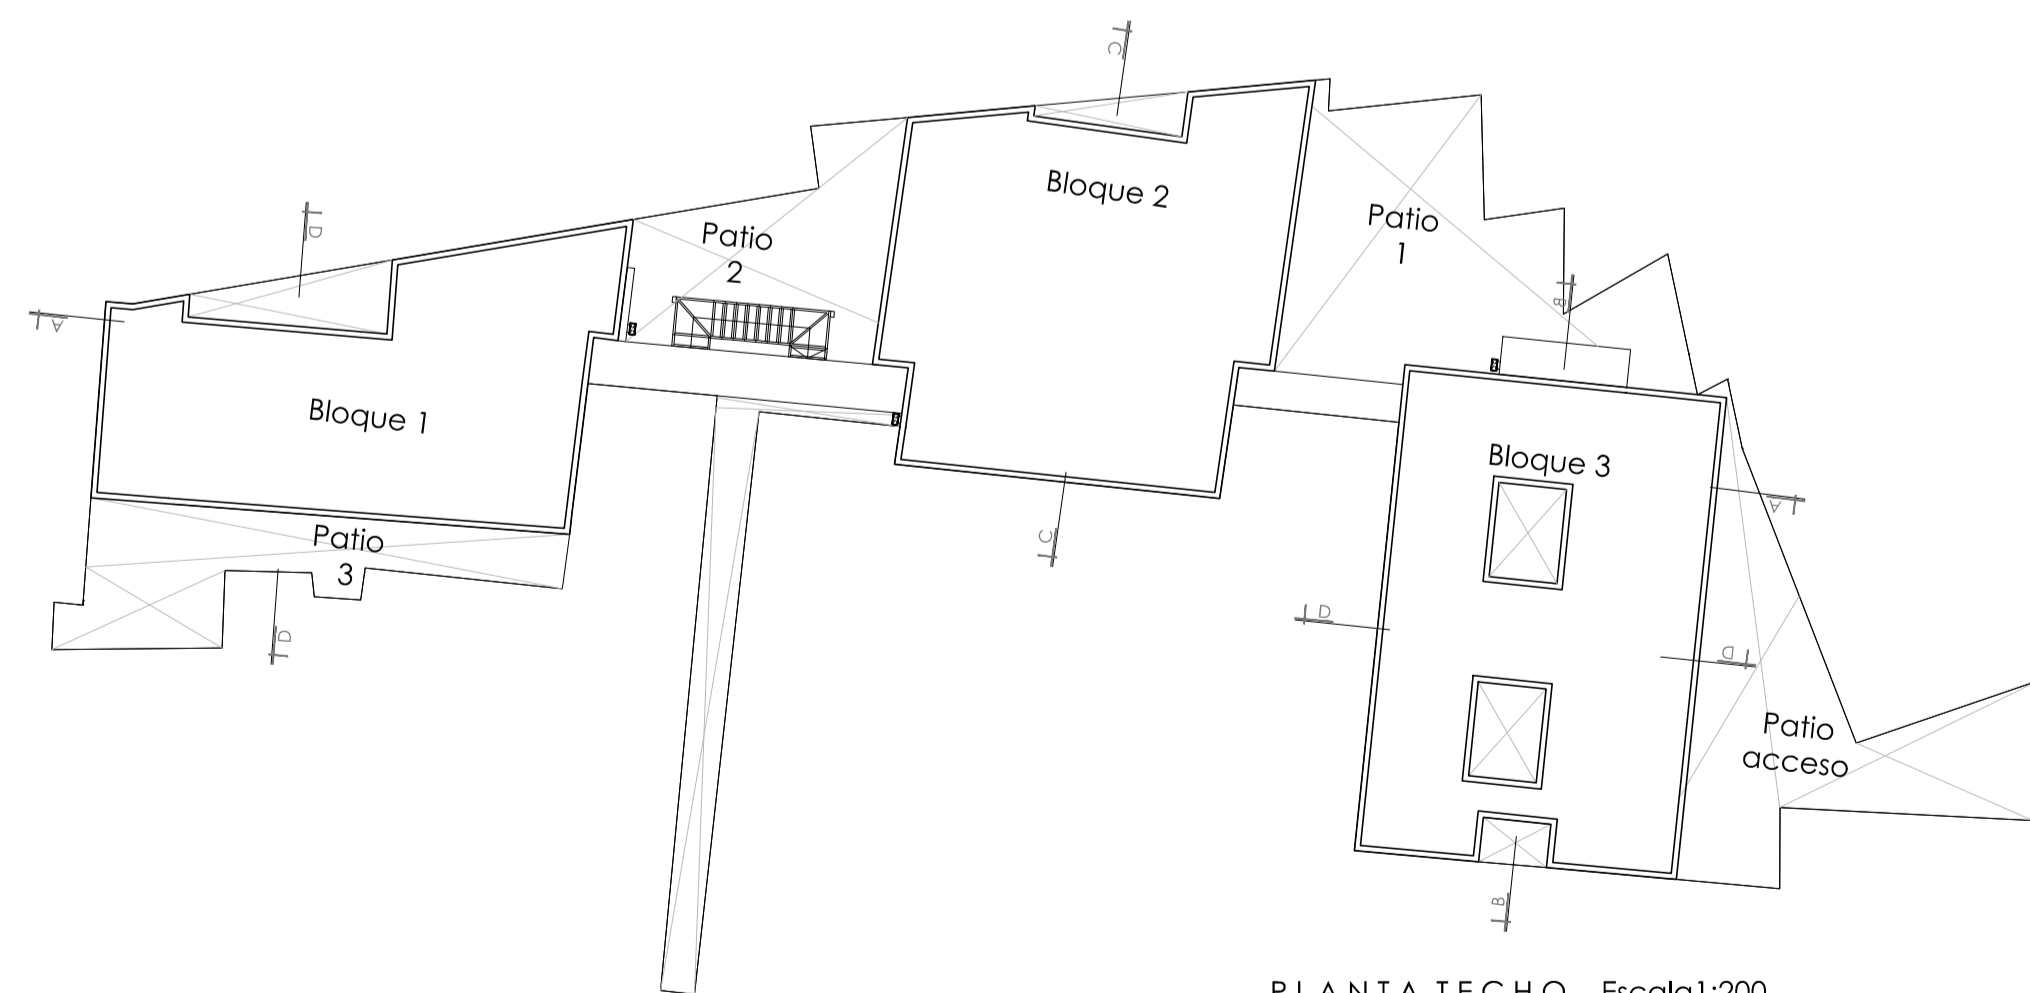 C
Bloque 2
Patio
1
Patio
2
D
B
A
Bloque 1
Bloque 3
A
Patio
3
C
D
D
D
Patio
acceso
B
PLANTA TECHO Escala1:200